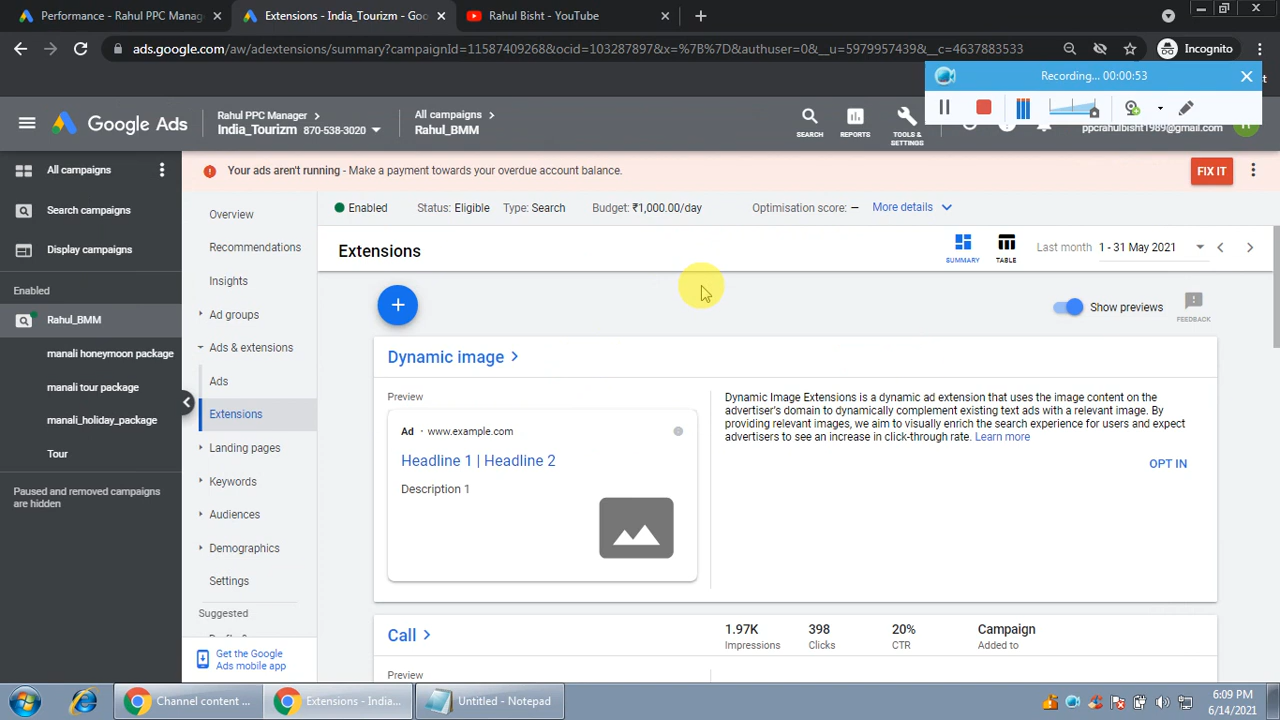 Performance - Rahul PPC Manag
Extensions - India_Tourizm - Goo
Rahul Bisht - YouTube
ads.google.com/aw/adextensions/summary?campaignId=11587409268&ocid=103287897&x=%7B%7D&authuser=0&__u=5979957439&__c=4637883533
Incognito
Recording... 00:00:53
Google Ads
Rahul PPC Manager
India_Tourizm 870-538-3020
All campaigns
Rahul_BMM
SEARCH
REPORTS
TOOLS & SETTINGS
ppcrahulbisht1989@gmail.com
All campaigns
Search campaigns
Display campaigns
Enabled
Rahul_BMM
manali honeymoon package
manali tour package
manali_holiday_package
Tour
Paused and removed campaigns
are hidden
Your ads aren't running - Make a payment towards your overdue account balance.
FIX IT
Overview
Recommendations
Insights
Ad groups
Ads & extensions
Ads
Extensions
Landing pages
Keywords
Audiences
Demographics
Settings
Suggested
Get the Google
Ads mobile app
Enabled Status: Eligible Type: Search Budget: ₹1,000.00/day Optimisation score: – More details
Extensions
SUMMARY
TABLE
Last month 1 - 31 May 2021
Show previews
FEEDBACK
Dynamic image
Preview
Ad · www.example.com
Headline 1 | Headline 2
Description 1
Dynamic Image Extensions is a dynamic ad extension that uses the image content on the
advertiser's domain to dynamically complement existing text ads with a relevant image. By
providing relevant images, we aim to visually enrich the search experience for users and expect
advertisers to see an increase in click-through rate. Learn more
OPT IN
Call
1.97K
Impressions
398
Clicks
20%
CTR
Campaign
Added to
Preview
Channel content ...
Extensions - India...
Untitled - Notepad
6:09 PM
6/14/2021